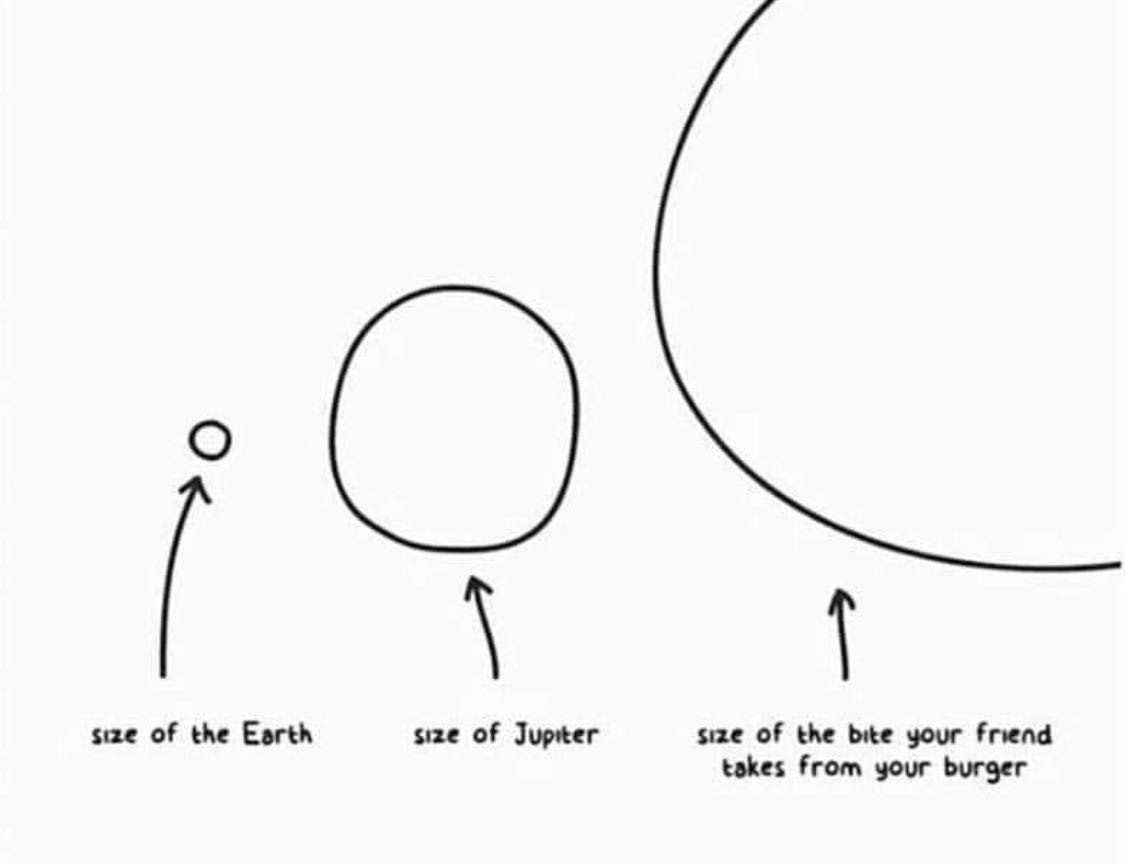 size of the Earth
size of Jupiter
size of the bite your friend
takes from your burger